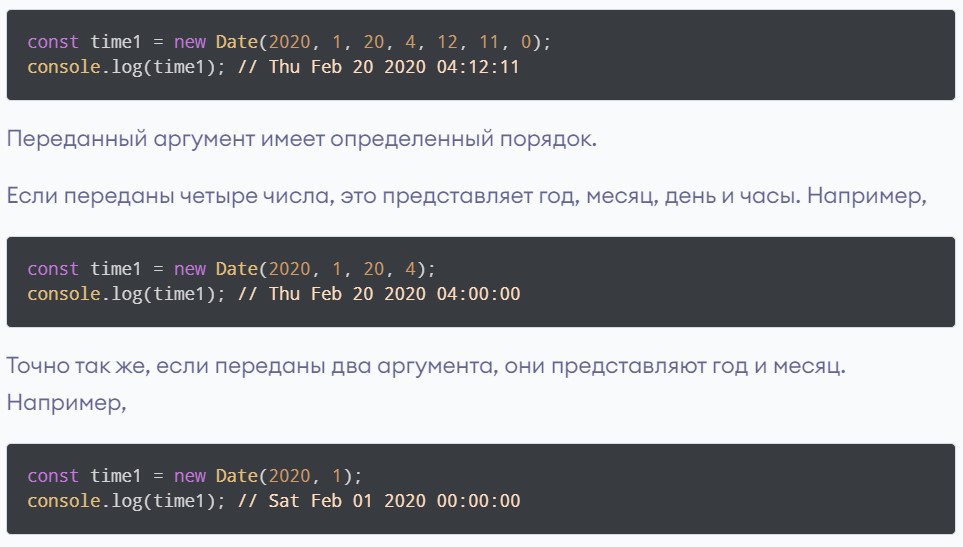 const time1 = new Date(2020, 1, 20, 4, 12, 11, 0);
console.log(time1); // Thu Feb 20 2020 04:12:11
Переданный аргумент имеет определенный порядок.
Если переданы четыре числа, это представляет год, месяц, день и часы. Например,
const time1 = new Date(2020, 1, 20, 4);
console.log(time1); // Thu Feb 20 2020 04:00:00
Точно так же, если переданы два аргумента, они представляют год и месяц.
Например,
const time1 = new Date(2020, 1);
console.log(time1); // Sat Feb 01 2020 00:00:00